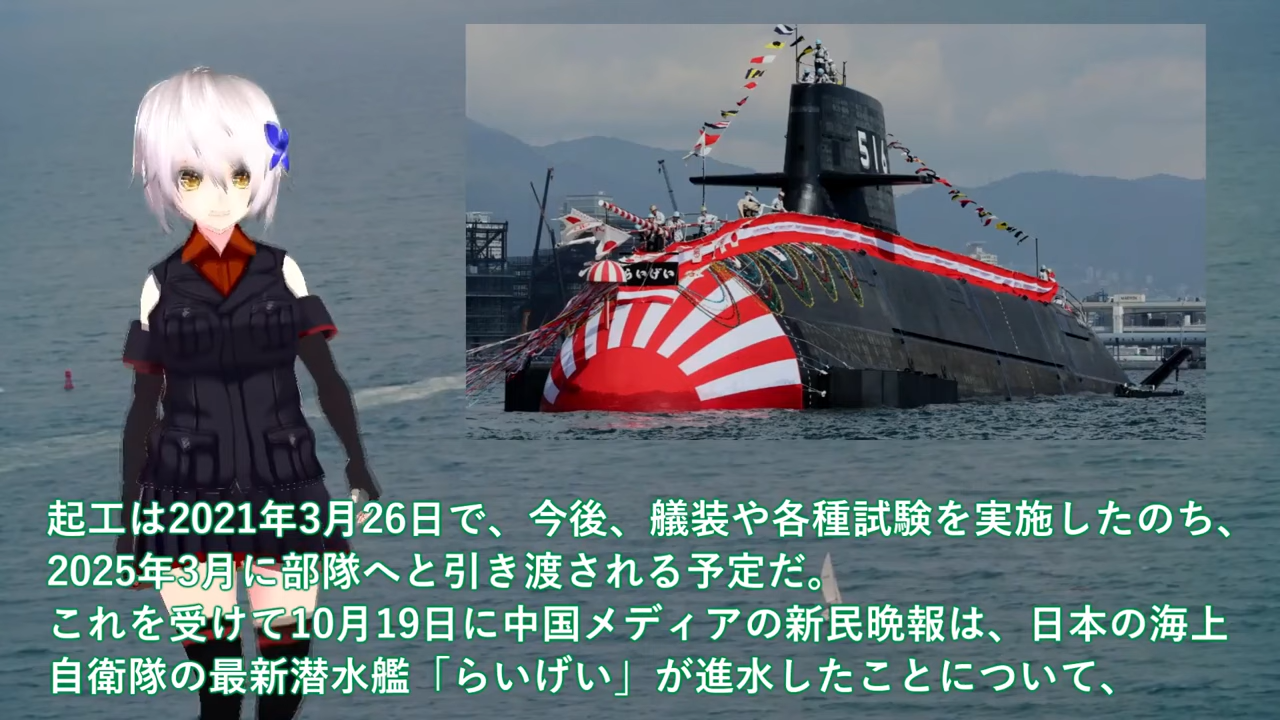 516
らいげい
起工は2021年3月26日で、今後、艤装や各種試験を実施したのち、
2025年3月に部隊へと引き渡される予定だ。
これを受けて10月19日に中国メディアの新民晩報は、日本の海上
自衛隊の最新潜水艦「らいげい」が進水したことについて、